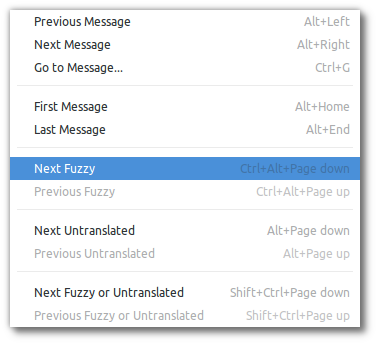 Previous Message Alt+Left
Next Message Alt+Right
Go to Message... Ctrl+G
First Message Alt+Home
Last Message Alt+End
Next Fuzzy Ctrl+Alt+Page down
Previous Fuzzy Ctrl+Alt+Page up
Next Untranslated Alt+Page down
Previous Untranslated Alt+Page up
Next Fuzzy or Untranslated Shift+Ctrl+Page down
Previous Fuzzy or Untranslated Shift+Ctrl+Page up